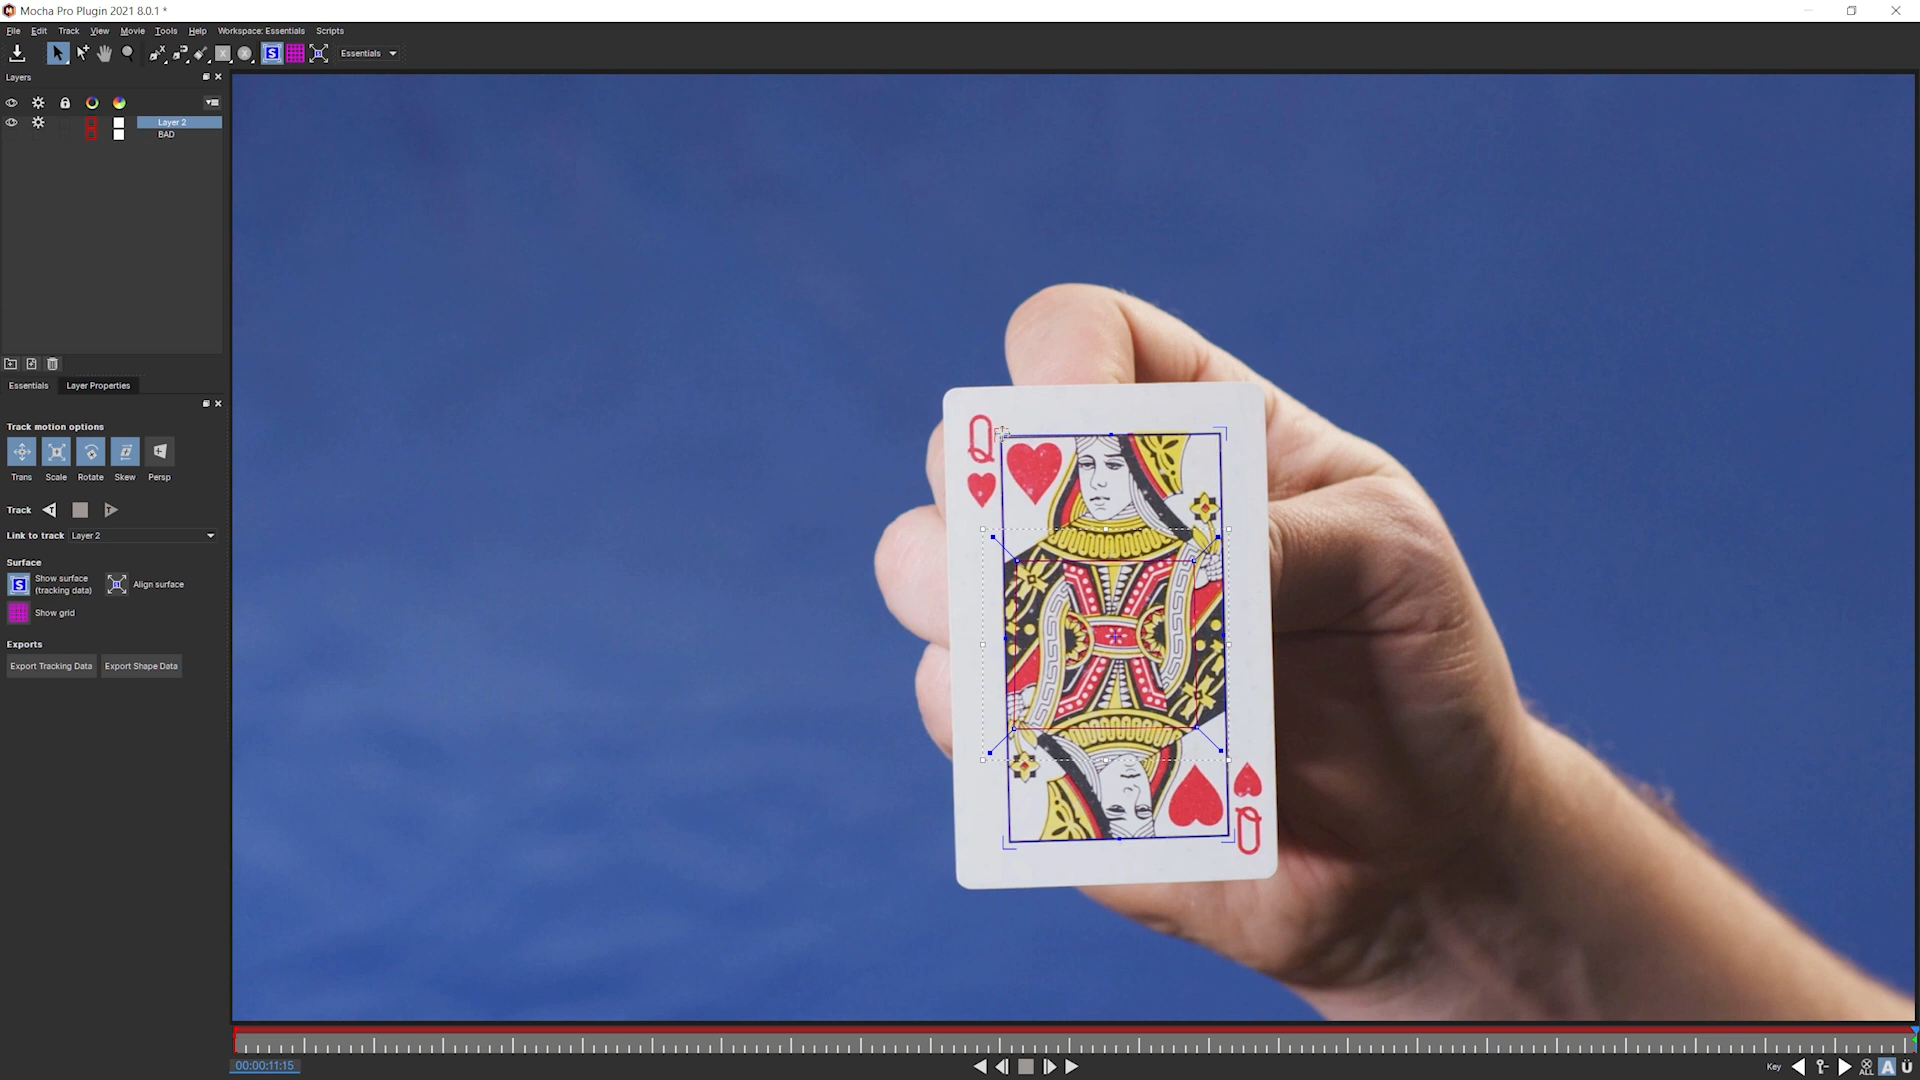 Mocha Pro Plugin 2021 8.0.1 *
File Edit Track View Movie Tools Help Workspace: Essentials Scripts
Essentials
Layers
Layer 2
BAD
Essentials Layer Properties
Track motion options
Trans Scale Rotate Skew Persp
Track
Link to track Layer 2
Surface
Show surface
(tracking data)
Align surface
Show grid
Exports
Export Tracking Data Export Shape Data
Q
Q
00:00:11:15
Key
ALL
A
Ü